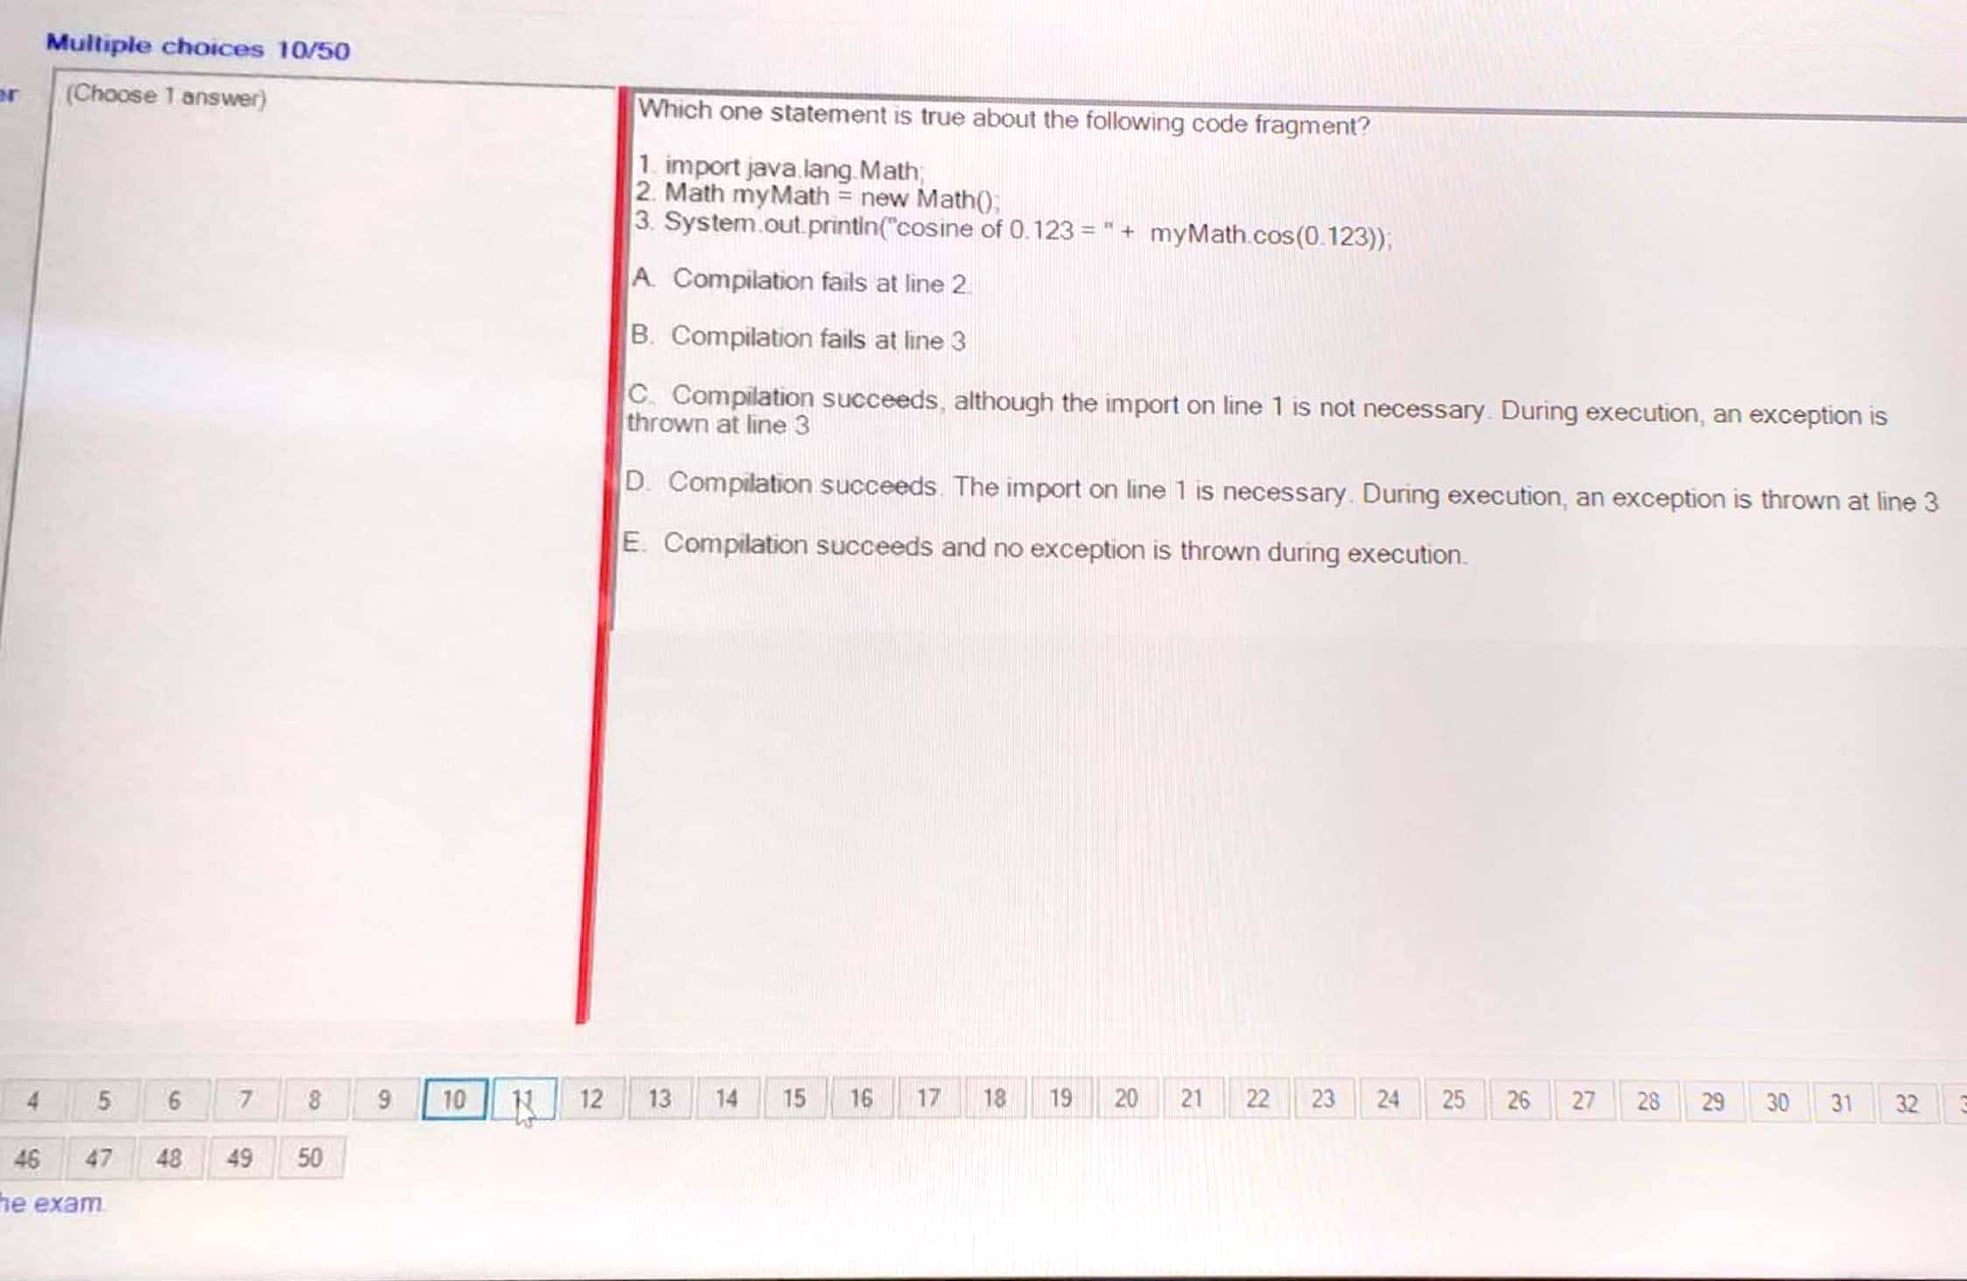 Multiple choices 10/50
er
(Choose 1 answer)
Which one statement is true about the following code fragment?
1. import java.lang.Math;
2. Math myMath = new Math();
3. System.out.println("cosine of 0.123 = " + myMath.cos(0.123));
A. Compilation fails at line 2.
B. Compilation fails at line 3
C. Compilation succeeds, although the import on line 1 is not necessary. During execution, an exception is
thrown at line 3
D. Compilation succeeds. The import on line 1 is necessary. During execution, an exception is thrown at line 3
E. Compilation succeeds and no exception is thrown during execution.
4 5 6 7 8 9 10 11 12 13 14 15 16 17 18 19 20 21 22 23 24 25 26 27 28 29 30 31 32
46 47 48 49 50
he exam.